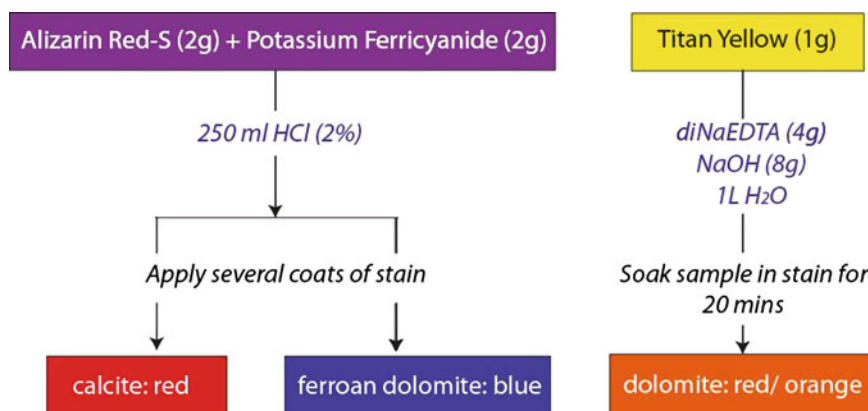 Alizarin Red-S (2g) + Potassium Ferricyanide (2g)
250 ml HCl (2%)
Apply several coats of stain
calcite: red
ferroan dolomite: blue
Titan Yellow (1g)
diNaEDTA (4g)
NaOH (8g)
1L H₂O
Soak sample in stain for
20 mins
dolomite: red/ orange